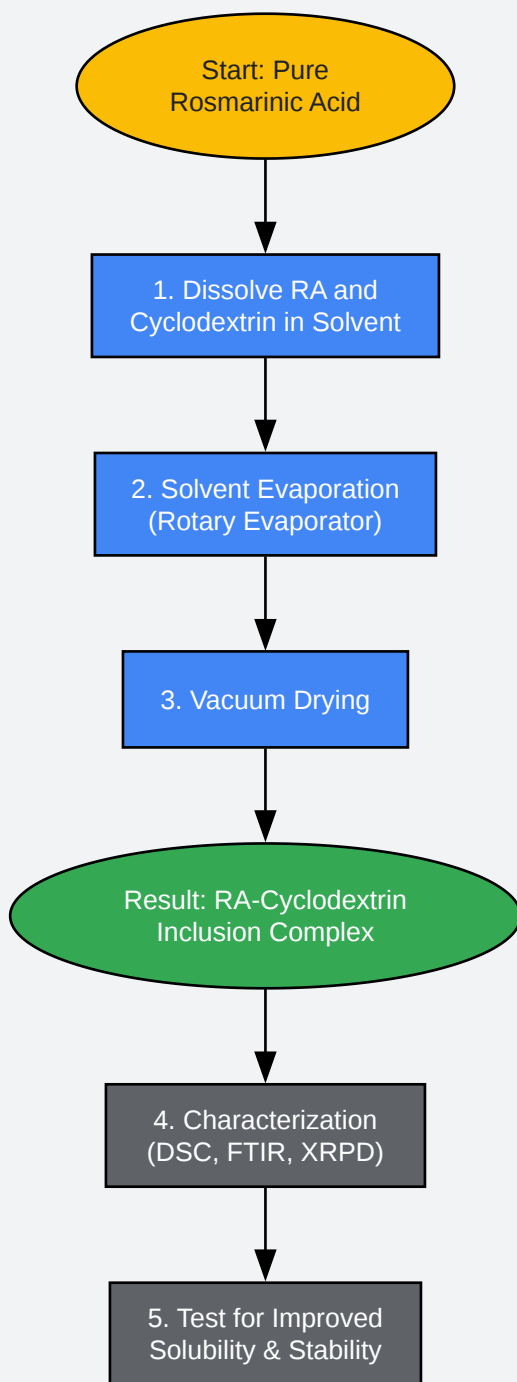 Start: Pure
Rosmarinic Acid
1. Dissolve RA and
Cyclodextrin in Solvent
2. Solvent Evaporation
(Rotary Evaporator)
3. Vacuum Drying
Result: RA-Cyclodextrin
Inclusion Complex
4. Characterization
(DSC, FTIR, XRPD)
5. Test for Improved
Solubility & Stability